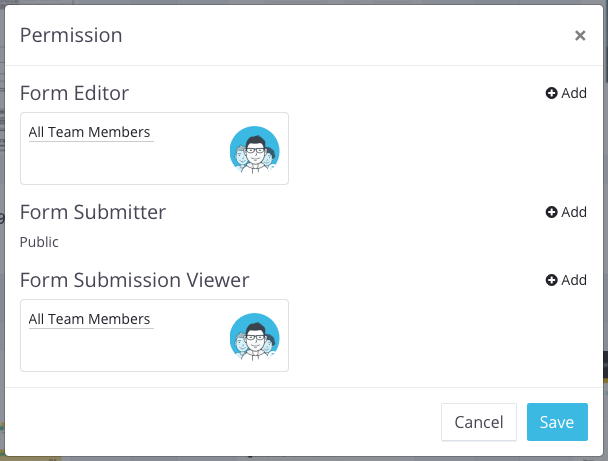 Permission ×
Form Editor Add
All Team Members
Form Submitter Add
Public
Form Submission Viewer Add
All Team Members
Cancel Save